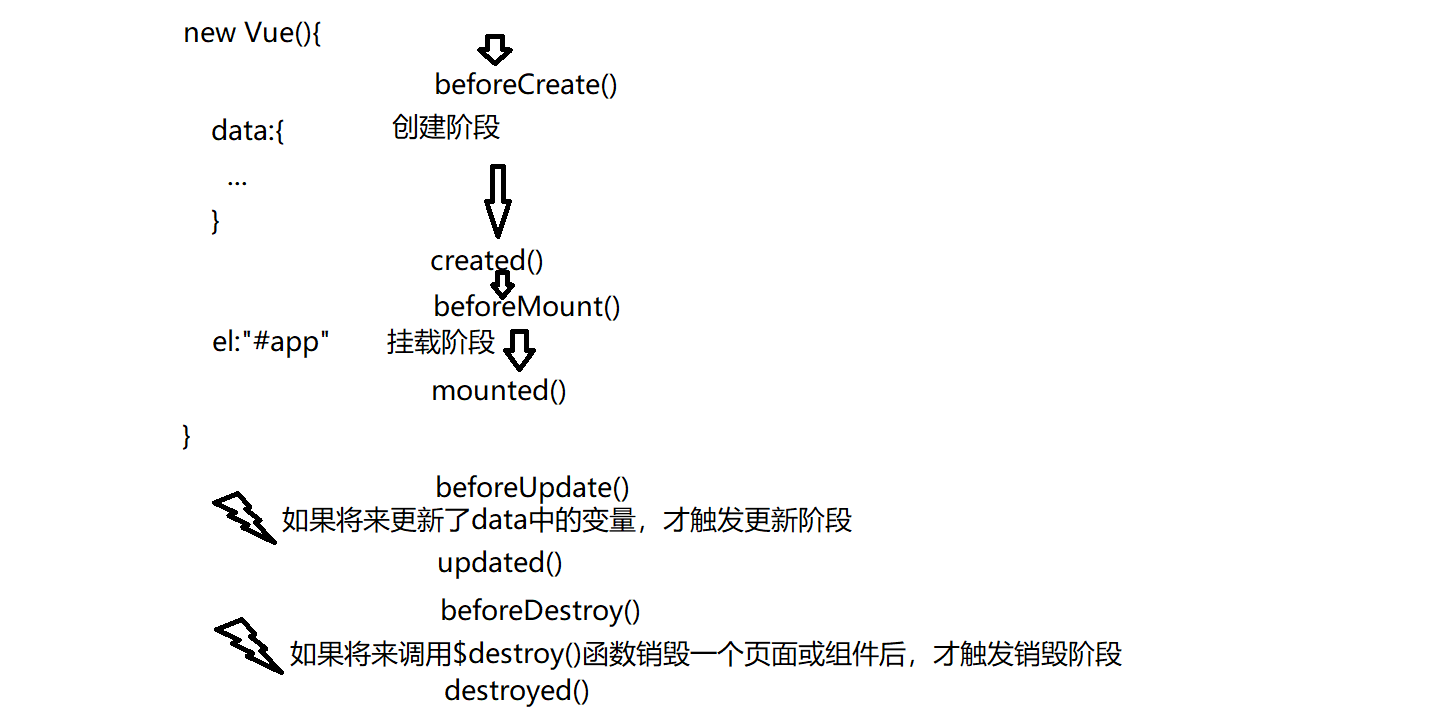 new Vue(){
beforeCreate()
data:{ 创建阶段
...
}
created()
beforeMount()
el:"#app" 挂载阶段
mounted()
}
beforeUpdate()
如果将来更新了data中的变量，才触发更新阶段
updated()
beforeDestroy()
如果将来调用$destroy()函数销毁一个页面或组件后，才触发销毁阶段
destroyed()